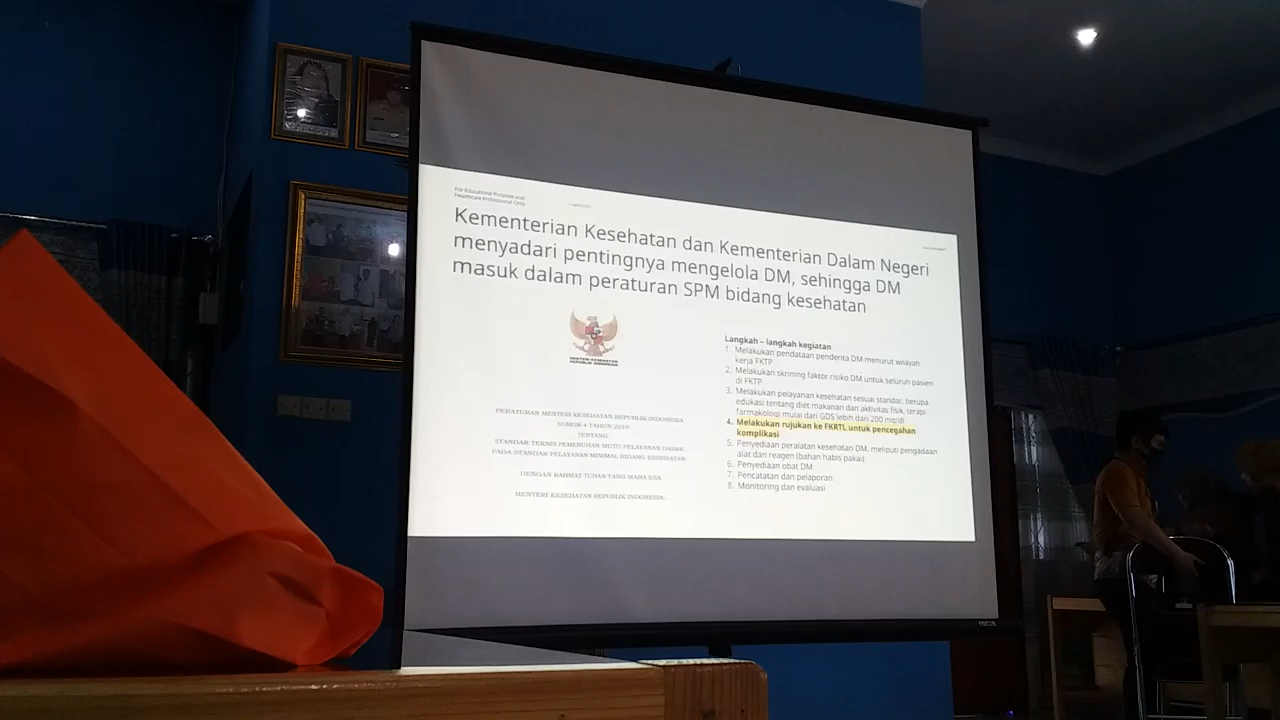 For Educational Purpose and
Healthcare Professional Only
Kementerian Kesehatan dan Kementerian Dalam Negeri
menyadari pentingnya mengelola DM, sehingga DM
masuk dalam peraturan SPM bidang kesehatan
MENTERI KESEHATAN
REPUBLIK INDONESIA
PERATURAN MENTERI KESEHATAN REPUBLIK INDONESIA
NOMOR 4 TAHUN 2019
TENTANG
STANDAR TEKNIS PEMENUHAN MUTU PELAYANAN DASAR
PADA STANDAR PELAYANAN MINIMAL BIDANG KESEHATAN
DENGAN RAHMAT TUHAN YANG MAHA ESA
MENTERI KESEHATAN REPUBLIK INDONESIA,
Langkah – langkah kegiatan
1. Melakukan pendataan penderita DM menurut wilayah
kerja FKTP
2. Melakukan skrining faktor risiko DM untuk seluruh pasien
di FKTP
3. Melakukan pelayanan kesehatan sesuai standar, berupa
edukasi tentang diet makanan dan aktivitas fisik, terapi
farmakologi mulai dari GDS lebih dari 200 mg/dl
4. Melakukan rujukan ke FKRTL untuk pencegahan
komplikasi
5. Penyediaan peralatan kesehatan DM, meliputi pengadaan
alat dan reagen (bahan habis pakai)
6. Penyediaan obat DM
7. Pencatatan dan pelaporan
8. Monitoring dan evaluasi